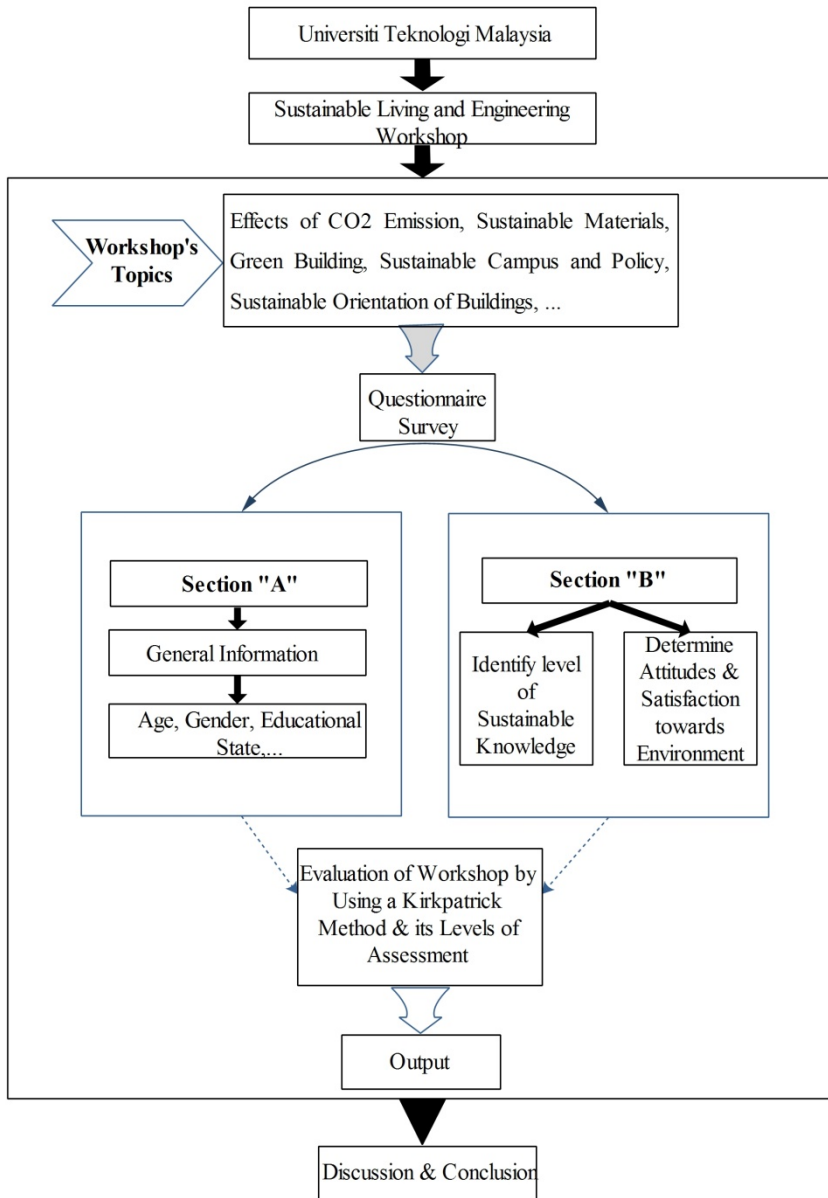 Universiti Teknologi Malaysia
Sustainable Living and Engineering
Workshop
Workshop's
Topics
Effects of CO2 Emission, Sustainable Materials,
Green Building, Sustainable Campus and Policy,
Sustainable Orientation of Buildings, ...
Questionnaire
Survey
Section "A"
General Information
Age, Gender, Educational
State,...
Section "B"
Identify level
of
Sustainable
Knowledge
Determine
Attitudes &
Satisfaction
towards
Environment
Evaluation of Workshop by
Using a Kirkpatrick
Method & its Levels of
Assessment
Output
Discussion & Conclusion